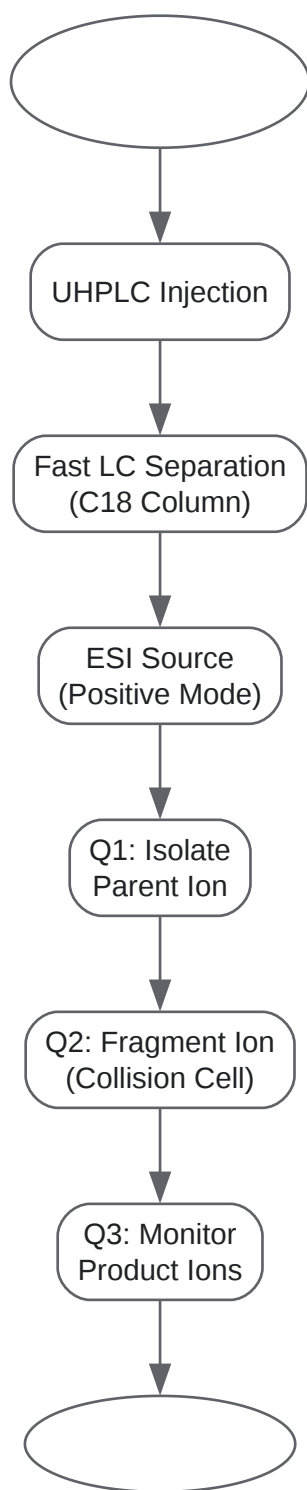 UHPLC Injection
Fast LC Separation
(C18 Column)
ESI Source
(Positive Mode)
Q1: Isolate
Parent Ion
Q2: Fragment Ion
(Collision Cell)
Q3: Monitor
Product Ions